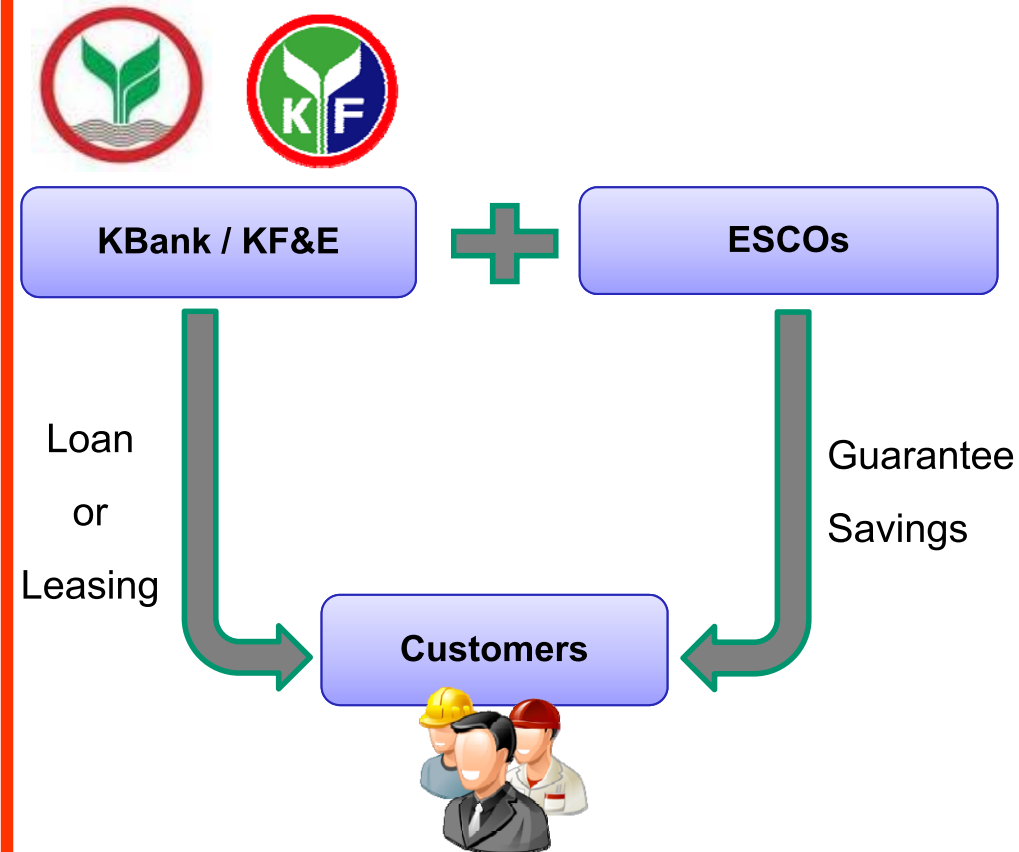 K F
KBank / KF&E
ESCOs
Loan
or
Leasing
Guarantee
Savings
Customers